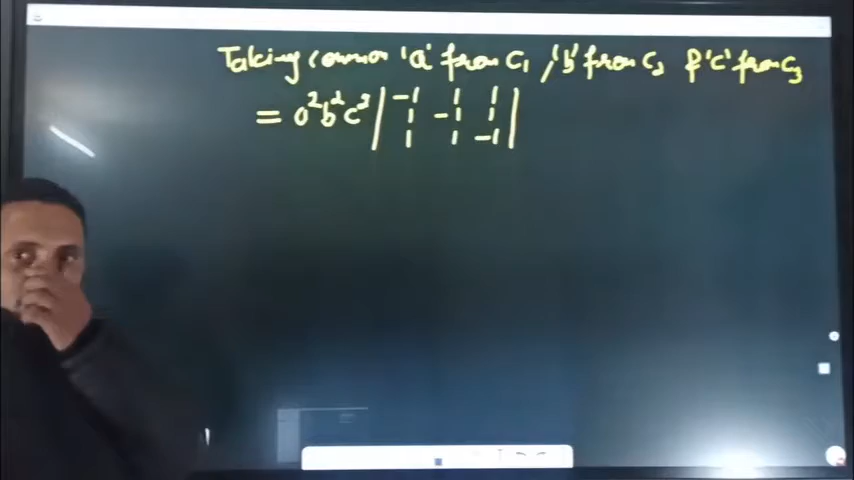 Taking common 'a' from C₁, 'b' from C₂ & 'c' from C₃
= a²b²c² | -1 1 1 |
| 1 -1 1 |
| 1 1 -1 |